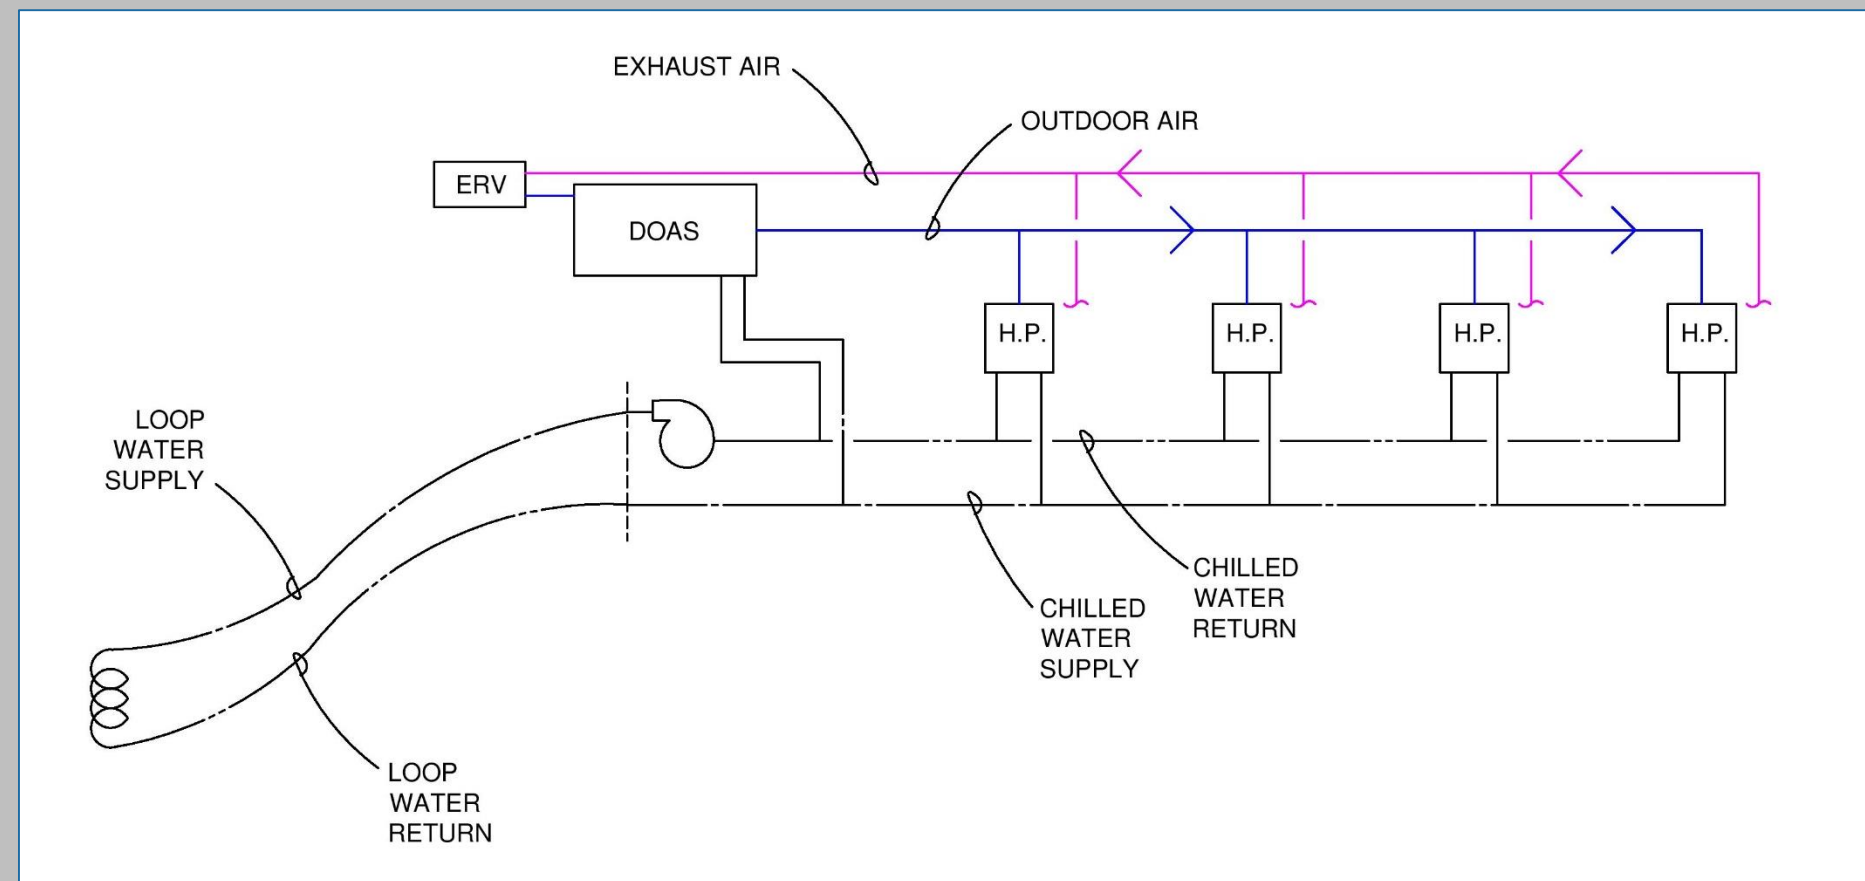 EXHAUST AIR
OUTDOOR AIR
ERV
DOAS
H.P.
H.P.
H.P.
H.P.
LOOP
WATER
SUPPLY
CHILLED
WATER
RETURN
CHILLED
WATER
SUPPLY
LOOP
WATER
RETURN